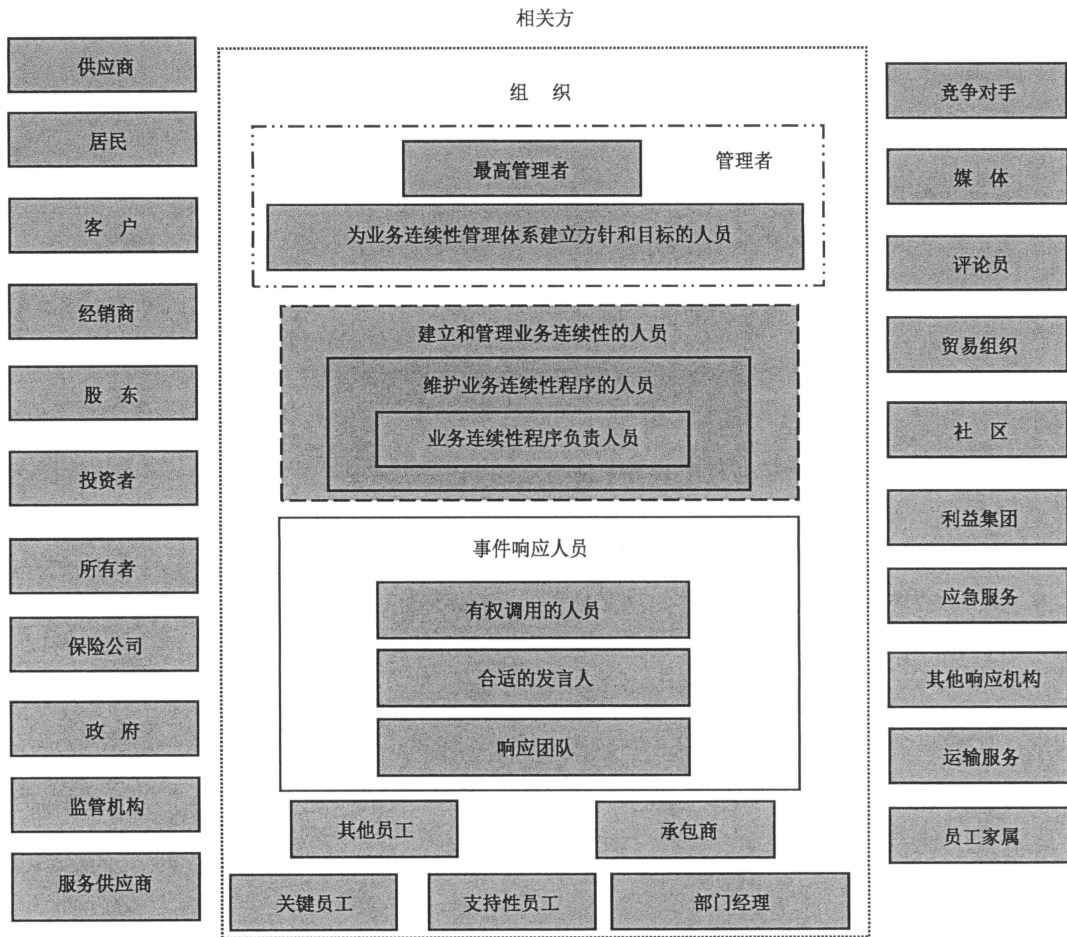 相关方
供应商
居民
客 户
经销商
股 东
投资者
所有者
保险公司
政 府
监管机构
服务供应商
组 织
管理者
最高管理者
为业务连续性管理体系建立方针和目标的人员
建立和管理业务连续性的人员
维护业务连续性程序的人员
业务连续性程序负责人员
事件响应人员
有权调用的人员
合适的发言人
响应团队
其他员工
承包商
关键员工
支持性员工
部门经理
竞争对手
媒 体
评论员
贸易组织
社 区
利益集团
应急服务
其他响应机构
运输服务
员工家属